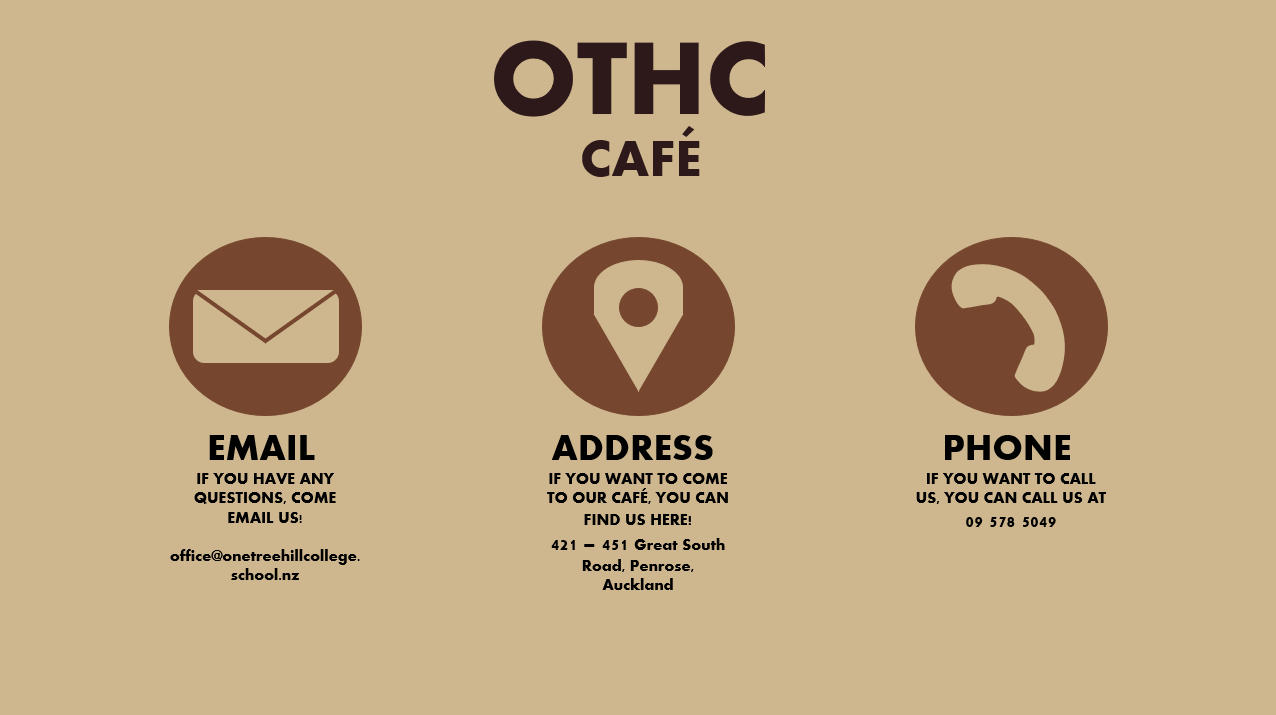 OTHC
CAFÉ
EMAIL
IF YOU HAVE ANY
QUESTIONS, COME
EMAIL US!
office@onetreehillcollege.
school.nz
ADDRESS
IF YOU WANT TO COME
TO OUR CAFÉ, YOU CAN
FIND US HERE!
421 – 451 Great South
Road, Penrose,
Auckland
PHONE
IF YOU WANT TO CALL
US, YOU CAN CALL US AT
09 578 5049